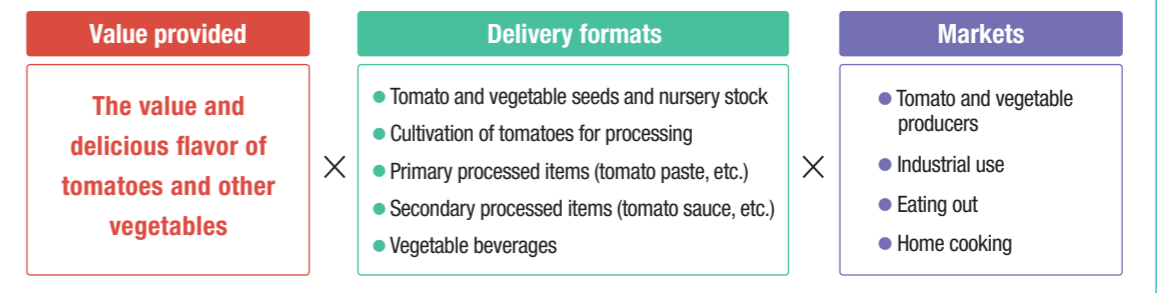 Value provided
The value and
delicious flavor of
tomatoes and other
vegetables
×
Delivery formats
● Tomato and vegetable seeds and nursery stock
● Cultivation of tomatoes for processing
● Primary processed items (tomato paste, etc.)
● Secondary processed items (tomato sauce, etc.)
● Vegetable beverages
×
Markets
● Tomato and vegetable
producers
● Industrial use
● Eating out
● Home cooking